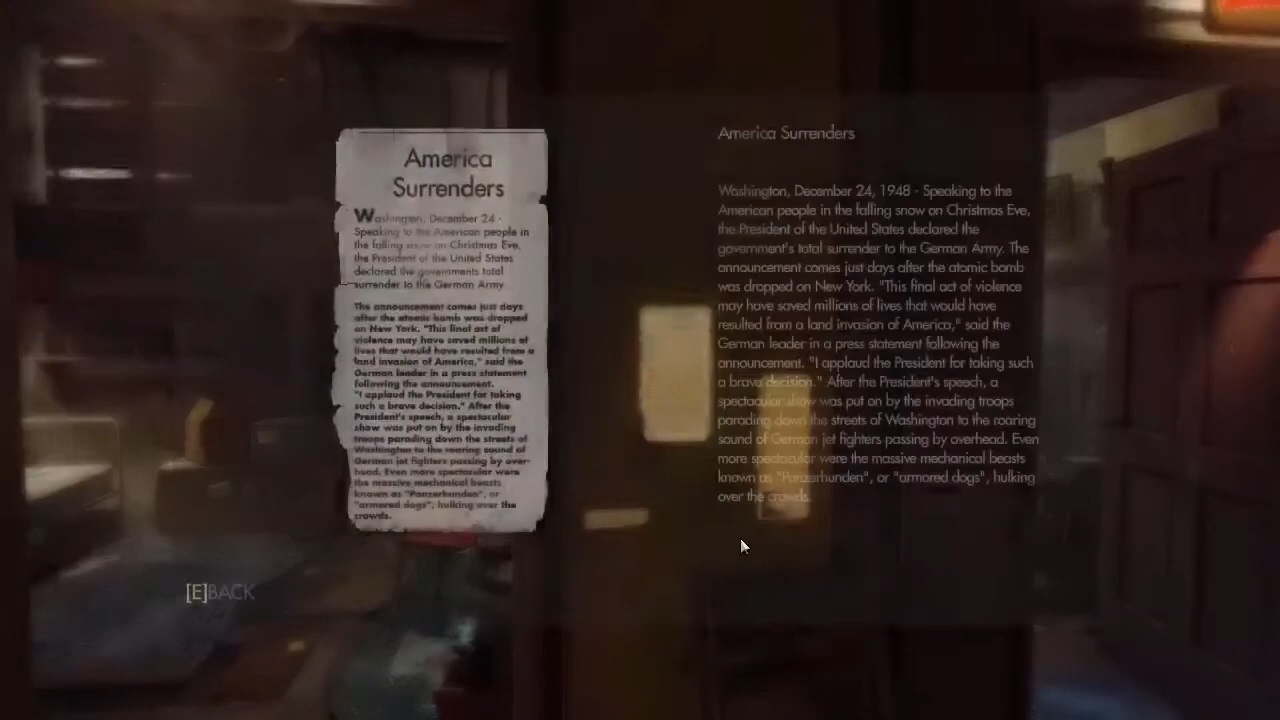 America
Surrenders
Washington, December 24 -
Speaking to the American people in
the falling snow on Christmas Eve,
the President of the United States
declared the governments total
surrender to the German Army
The announcement comes just days
after the atomic bomb was dropped
on New York. "This final act of
violence may have saved millions of
lives that would have resulted from a
land invasion of America," said the
German leader in a press statement
following the announcement.
"I applaud the President for taking
such a brave decision." After the
President's speech, a spectacular
show was put on by the invading
troops parading down the streets of
Washington to the roaring sound of
German jet fighters passing by over-
head. Even more spectacular were
the massive mechanical beasts
known as "Panzerhunden", or
"armored dogs", hulking over the
crowds.
America Surrenders
Washington, December 24, 1948 - Speaking to the
American people in the falling snow on Christmas Eve,
the President of the United States declared the
government's total surrender to the German Army. The
announcement comes just days after the atomic bomb
was dropped on New York. "This final act of violence
may have saved millions of lives that would have
resulted from a land invasion of America," said the
German leader in a press statement following the
announcement. "I applaud the President for taking such
a brave decision." After the President's speech, a
spectacular show was put on by the invading troops
parading down the streets of Washington to the roaring
sound of German jet fighters passing by overhead. Even
more spectacular were the massive mechanical beasts
known as "Panzerhunden", or "armored dogs", hulking
over the crowds.
[E]BACK